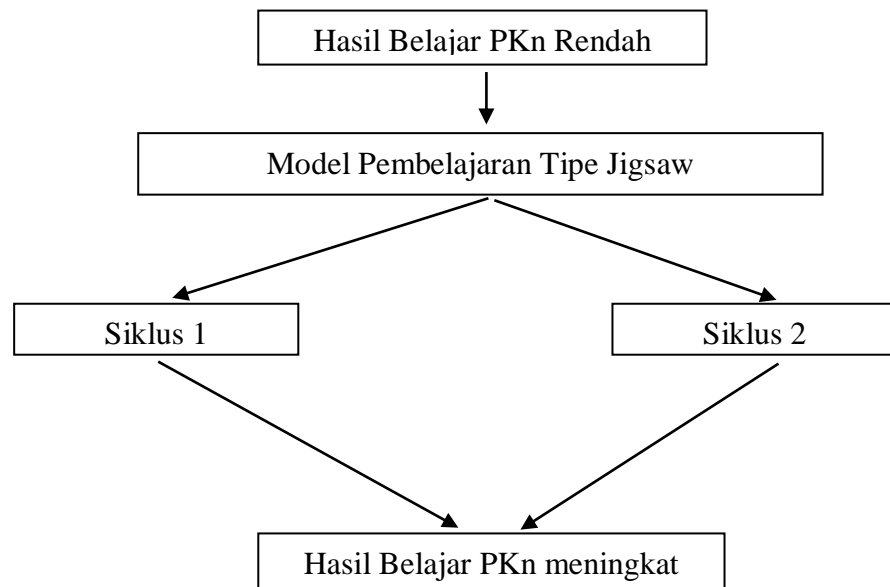 Hasil Belajar PKn Rendah
Model Pembelajaran Tipe Jigsaw
Siklus 1
Siklus 2
Hasil Belajar PKn meningkat